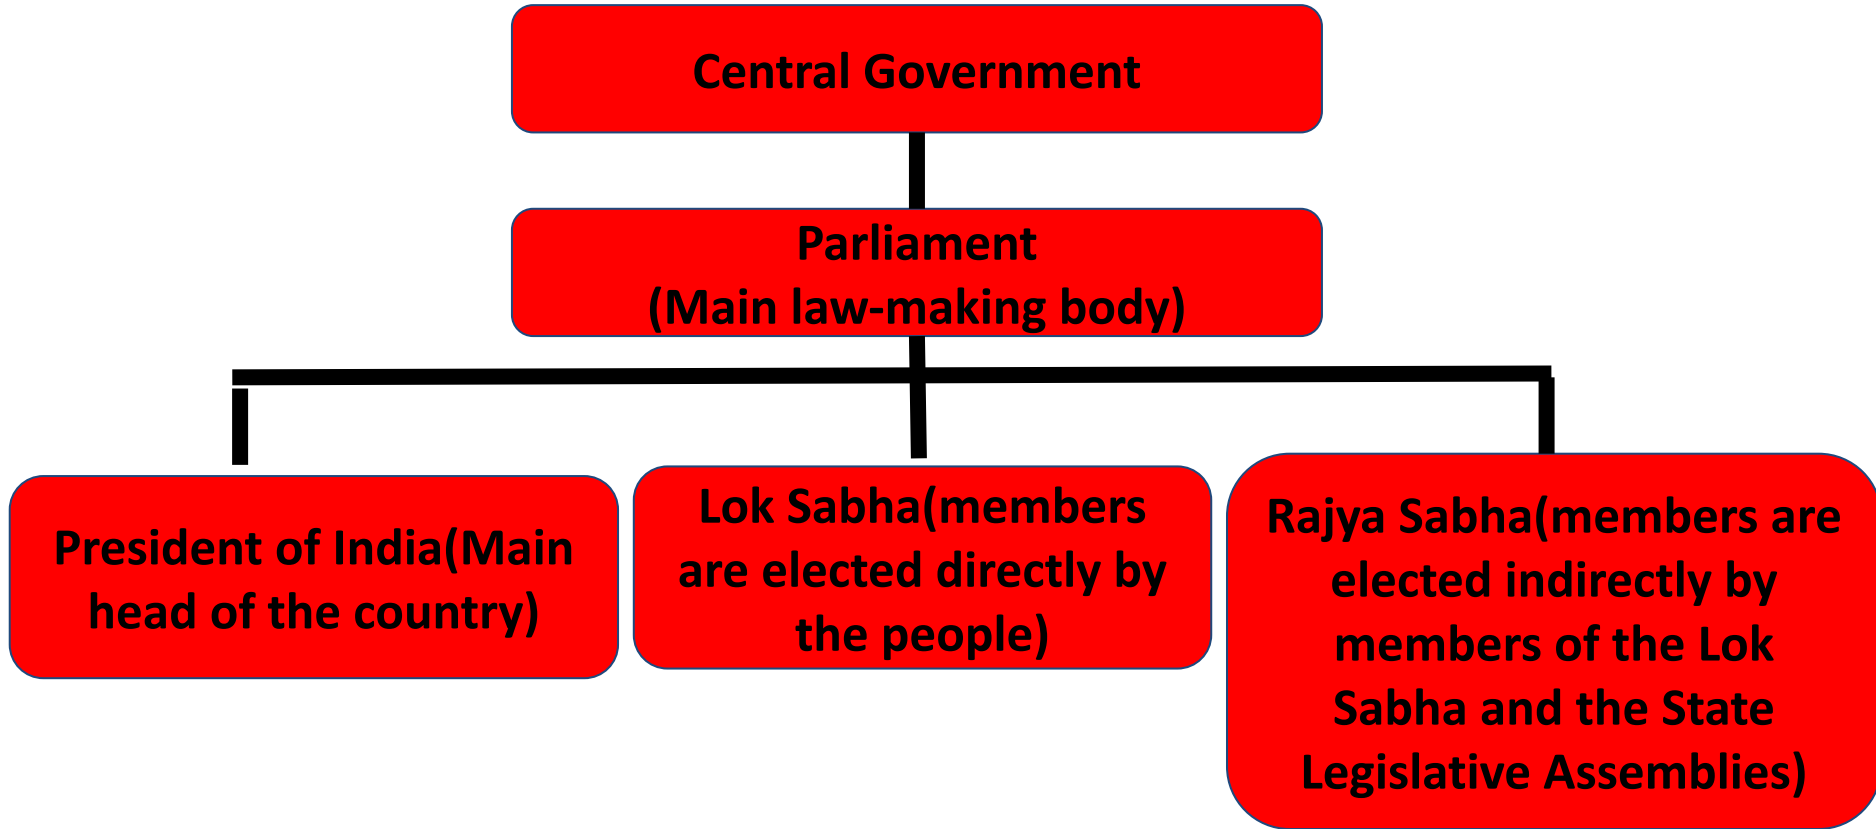 Central Government
Parliament
(Main law-making body)
President of India(Main
head of the country)
Lok Sabha(members
are elected directly by
the people)
Rajya Sabha(members are
elected indirectly by
members of the Lok
Sabha and the State
Legislative Assemblies)